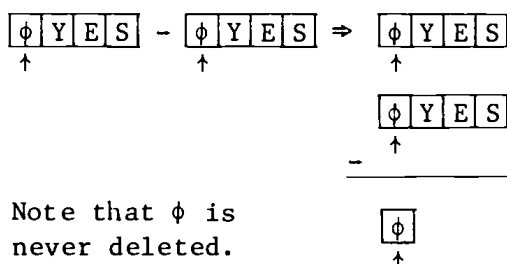 ϕ Y E S - ϕ Y E S ⇒ ϕ Y E S
↑ ↑ ↑
ϕ Y E S
↑
-
Note that ϕ is
never deleted.
ϕ
↑